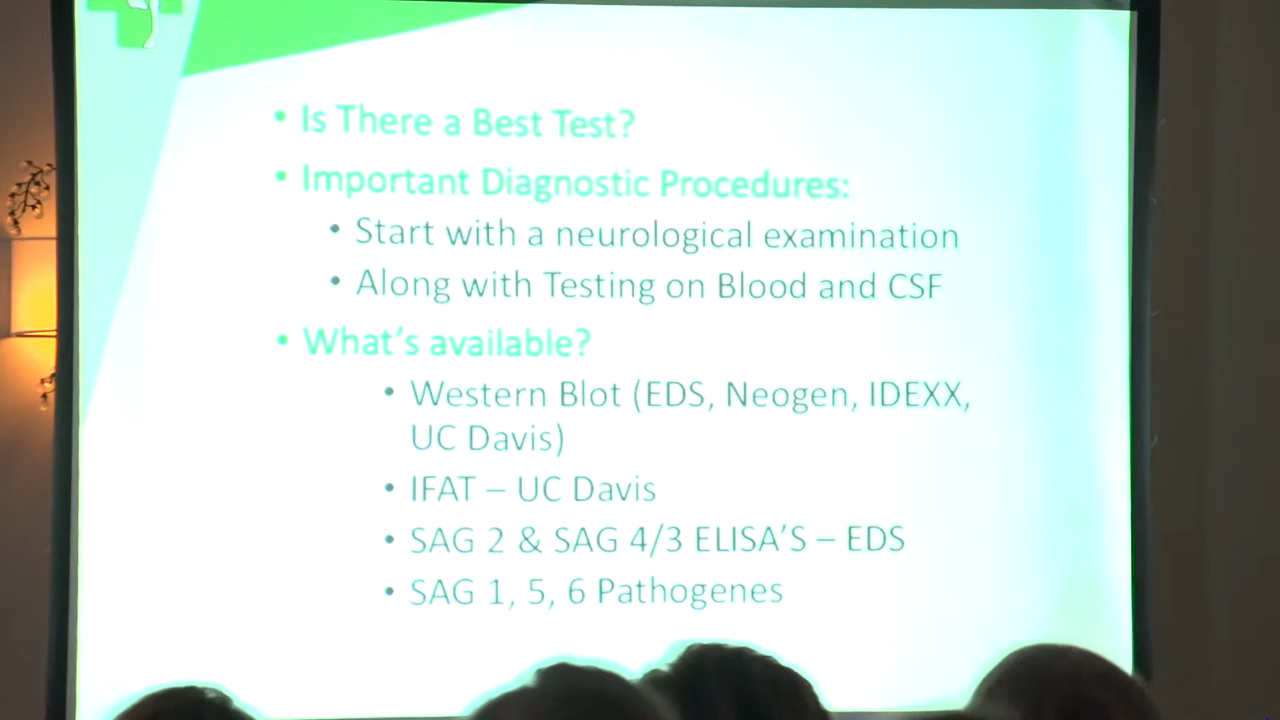 • Is There a Best Test?
• Important Diagnostic Procedures:
• Start with a neurological examination
• Along with Testing on Blood and CSF
• What's available?
• Western Blot (EDS, Neogen, IDEXX,
UC Davis)
• IFAT – UC Davis
• SAG 2 & SAG 4/3 ELISA'S – EDS
• SAG 1, 5, 6 Pathogenes